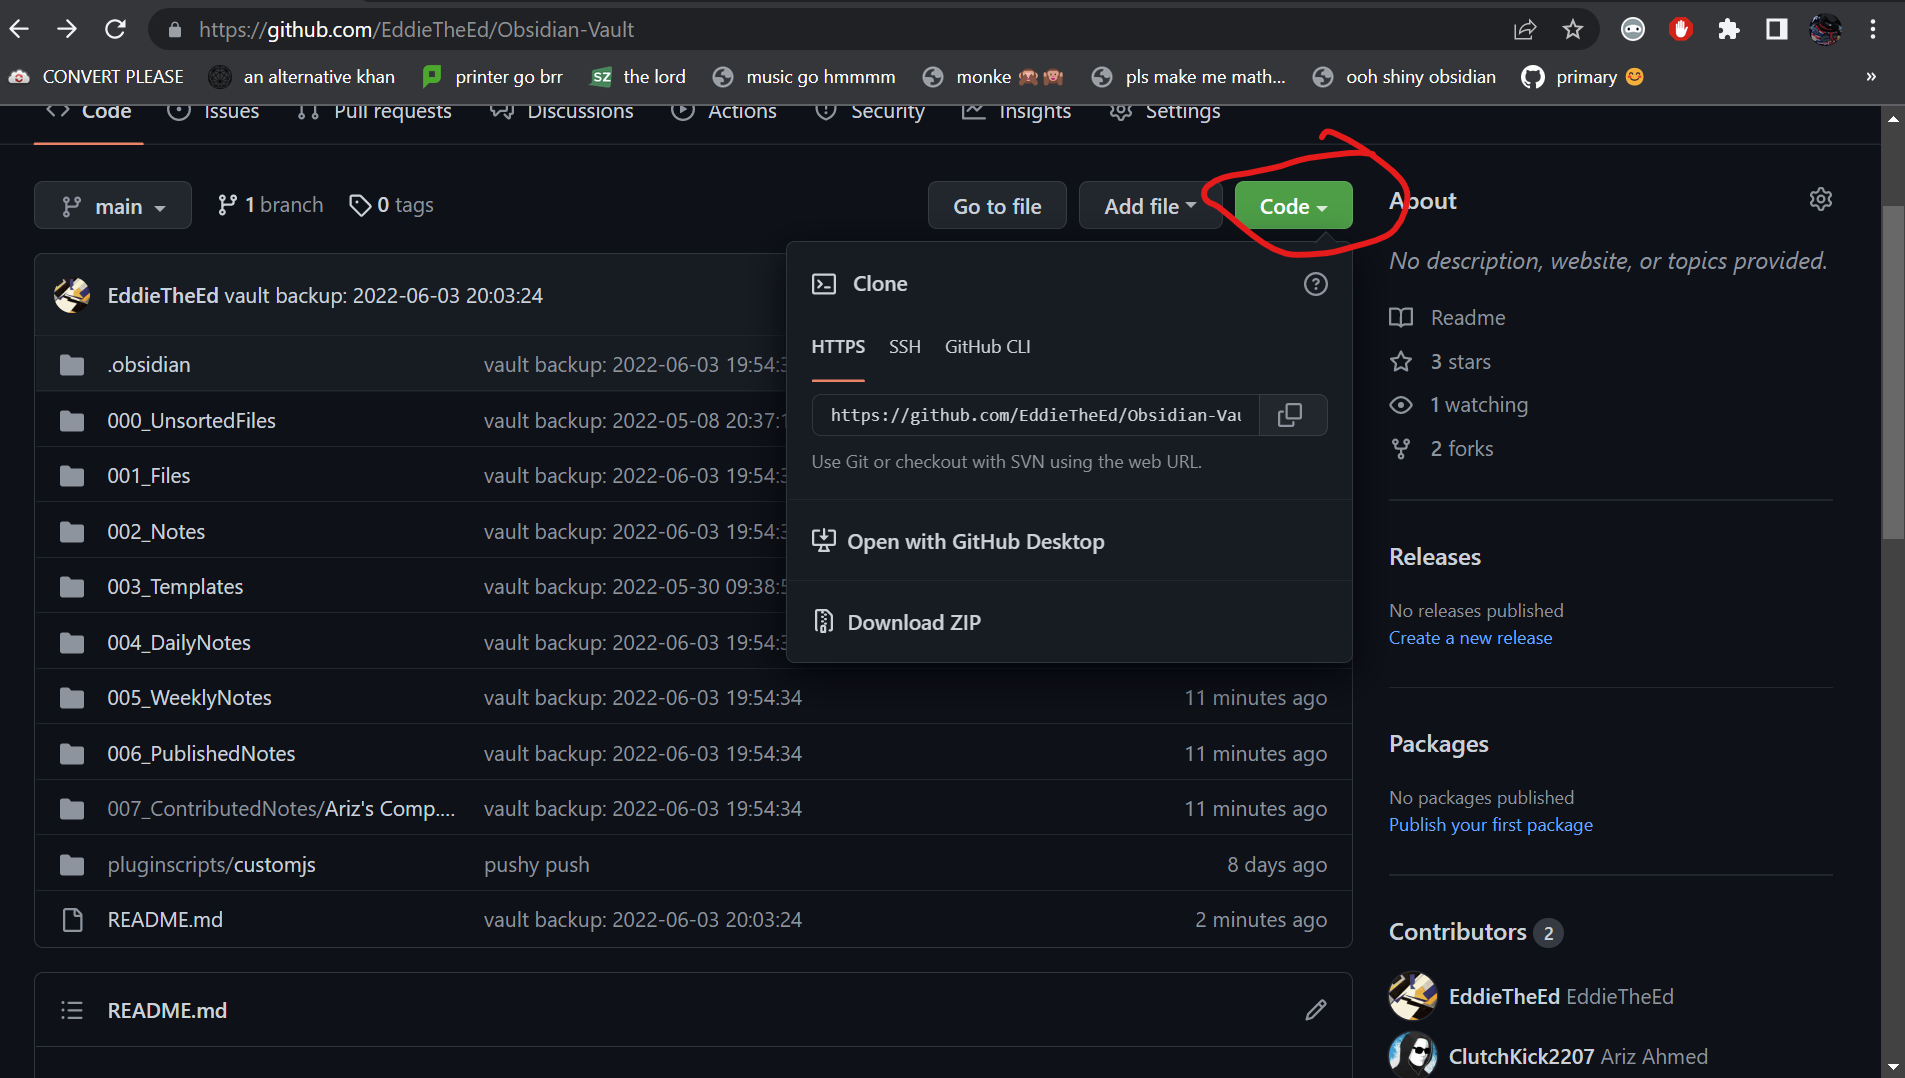 https://github.com/EddieTheEd/Obsidian-Vault
CONVERT PLEASE an alternative khan printer go brr SZ the lord music go hmmmm monke 🙈🙉 pls make me math... ooh shiny obsidian primary 😊 »
Code Issues Pull requests Discussions Actions Security Insights Settings
main 1 branch 0 tags Go to file Add file Code
EddieTheEd vault backup: 2022-06-03 20:03:24
.obsidian vault backup: 2022-06-03 19:54:3
000_UnsortedFiles vault backup: 2022-05-08 20:37:1
001_Files vault backup: 2022-06-03 19:54:3
002_Notes vault backup: 2022-06-03 19:54:3
003_Templates vault backup: 2022-05-30 09:38:5
004_DailyNotes vault backup: 2022-06-03 19:54:3
005_WeeklyNotes vault backup: 2022-06-03 19:54:34 11 minutes ago
006_PublishedNotes vault backup: 2022-06-03 19:54:34 11 minutes ago
007_ContributedNotes/Ariz's Comp.... vault backup: 2022-06-03 19:54:34 11 minutes ago
pluginscripts/customjs pushy push 8 days ago
README.md vault backup: 2022-06-03 20:03:24 2 minutes ago
README.md
Clone
HTTPS SSH GitHub CLI
https://github.com/EddieTheEd/Obsidian-Vau
Use Git or checkout with SVN using the web URL.
Open with GitHub Desktop
Download ZIP
About
No description, website, or topics provided.
Readme
3 stars
1 watching
2 forks
Releases
No releases published
Create a new release
Packages
No packages published
Publish your first package
Contributors 2
EddieTheEd EddieTheEd
ClutchKick2207 Ariz Ahmed